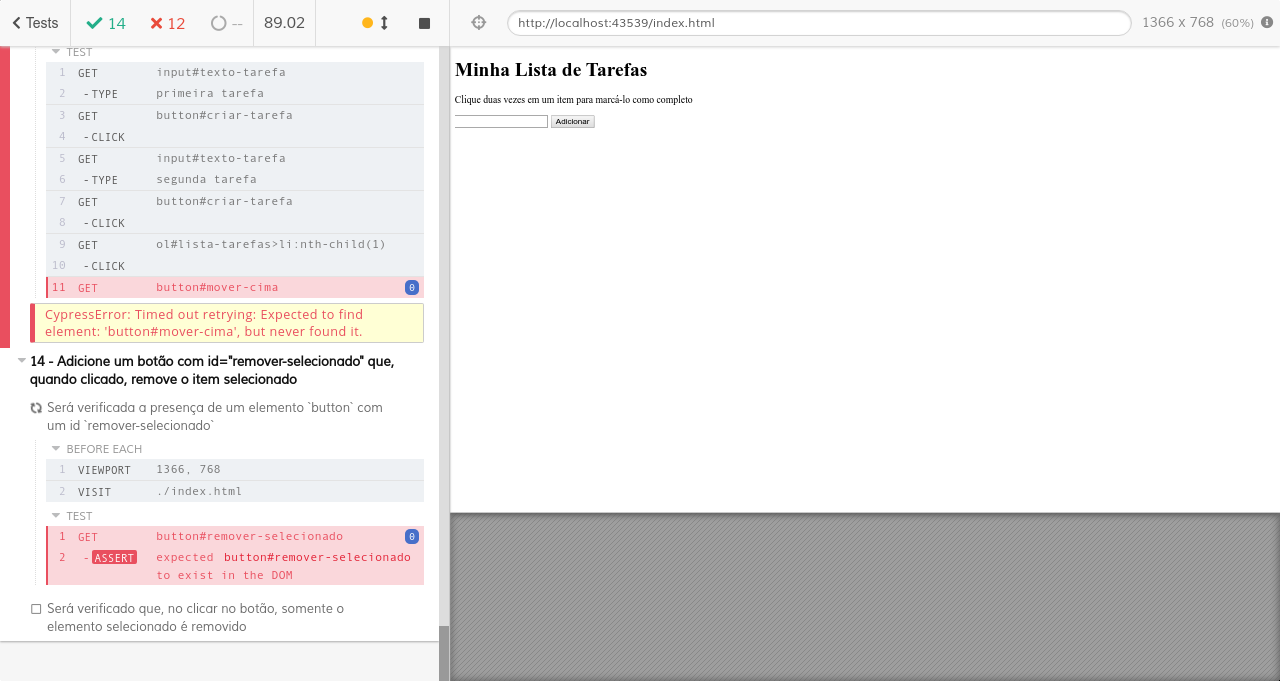 Tests 14 12 -- 89.02 http://localhost:43539/index.html 1366 x 768 (60%)
TEST
1 GET input#texto-tarefa
2 -TYPE primeira tarefa
3 GET button#criar-tarefa
4 -CLICK
5 GET input#texto-tarefa
6 -TYPE segunda tarefa
7 GET button#criar-tarefa
8 -CLICK
9 GET ol#lista-tarefas>li:nth-child(1)
10 -CLICK
11 GET button#mover-cima 0
CypressError: Timed out retrying: Expected to find
element: 'button#mover-cima', but never found it.
14 - Adicione um botão com id="remover-selecionado" que,
quando clicado, remove o item selecionado
Será verificada a presença de um elemento `button` com
um id `remover-selecionado`
BEFORE EACH
1 VIEWPORT 1366, 768
2 VISIT ./index.html
TEST
1 GET button#remover-selecionado 0
2 -ASSERT expected button#remover-selecionado
to exist in the DOM
Será verificado que, no clicar no botão, somente o
elemento selecionado é removido
Minha Lista de Tarefas
Clique duas vezes em um item para marcá-lo como completo
Adicionar